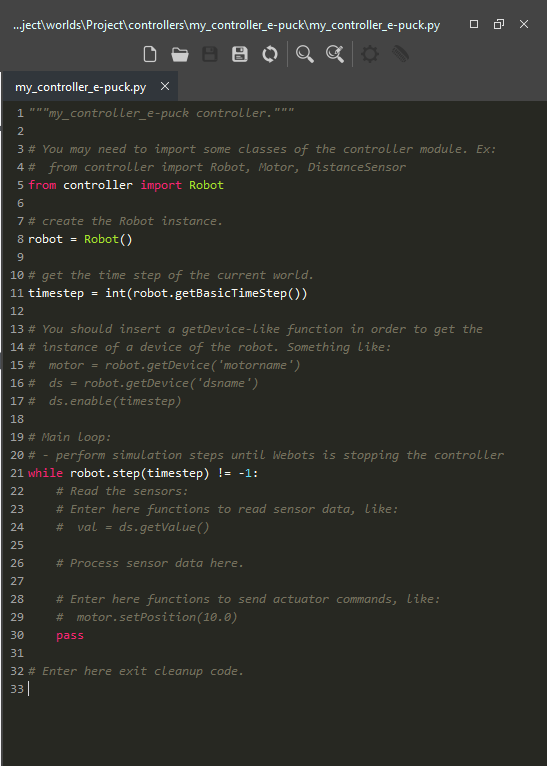 ...ject\worlds\Project\controllers\my_controller_e-puck\my_controller_e-puck.py
my_controller_e-puck.py
1 """my_controller_e-puck controller."""
2
3 # You may need to import some classes of the controller module. Ex:
4 #  from controller import Robot, Motor, DistanceSensor
5 from controller import Robot
6
7 # create the Robot instance.
8 robot = Robot()
9
10 # get the time step of the current world.
11 timestep = int(robot.getBasicTimeStep())
12
13 # You should insert a getDevice-like function in order to get the
14 # instance of a device of the robot. Something like:
15 #  motor = robot.getDevice('motorname')
16 #  ds = robot.getDevice('dsname')
17 #  ds.enable(timestep)
18
19 # Main loop:
20 # - perform simulation steps until Webots is stopping the controller
21 while robot.step(timestep) != -1:
22     # Read the sensors:
23     # Enter here functions to read sensor data, like:
24     #  val = ds.getValue()
25
26     # Process sensor data here.
27
28     # Enter here functions to send actuator commands, like:
29     #  motor.setPosition(10.0)
30     pass
31
32 # Enter here exit cleanup code.
33